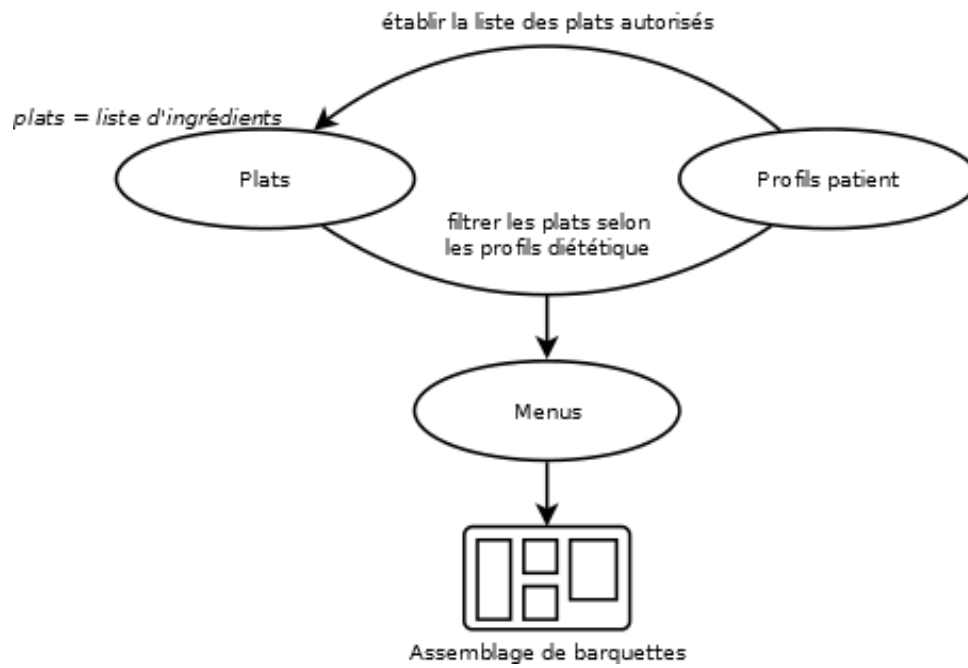 établir la liste des plats autorisés
plats = liste d'ingrédients
Plats
Profils patient
filtrer les plats selon
les profils diététique
Menus
Assemblage de barquettes